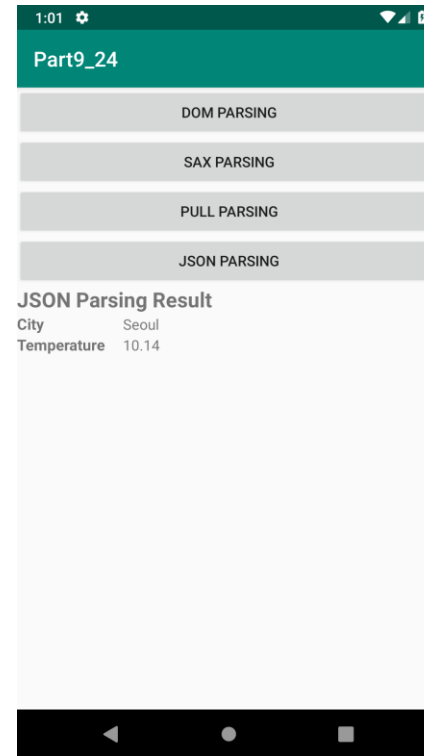 1:01
Part9_24
DOM PARSING
SAX PARSING
PULL PARSING
JSON PARSING
JSON Parsing Result
City Seoul
Temperature 10.14